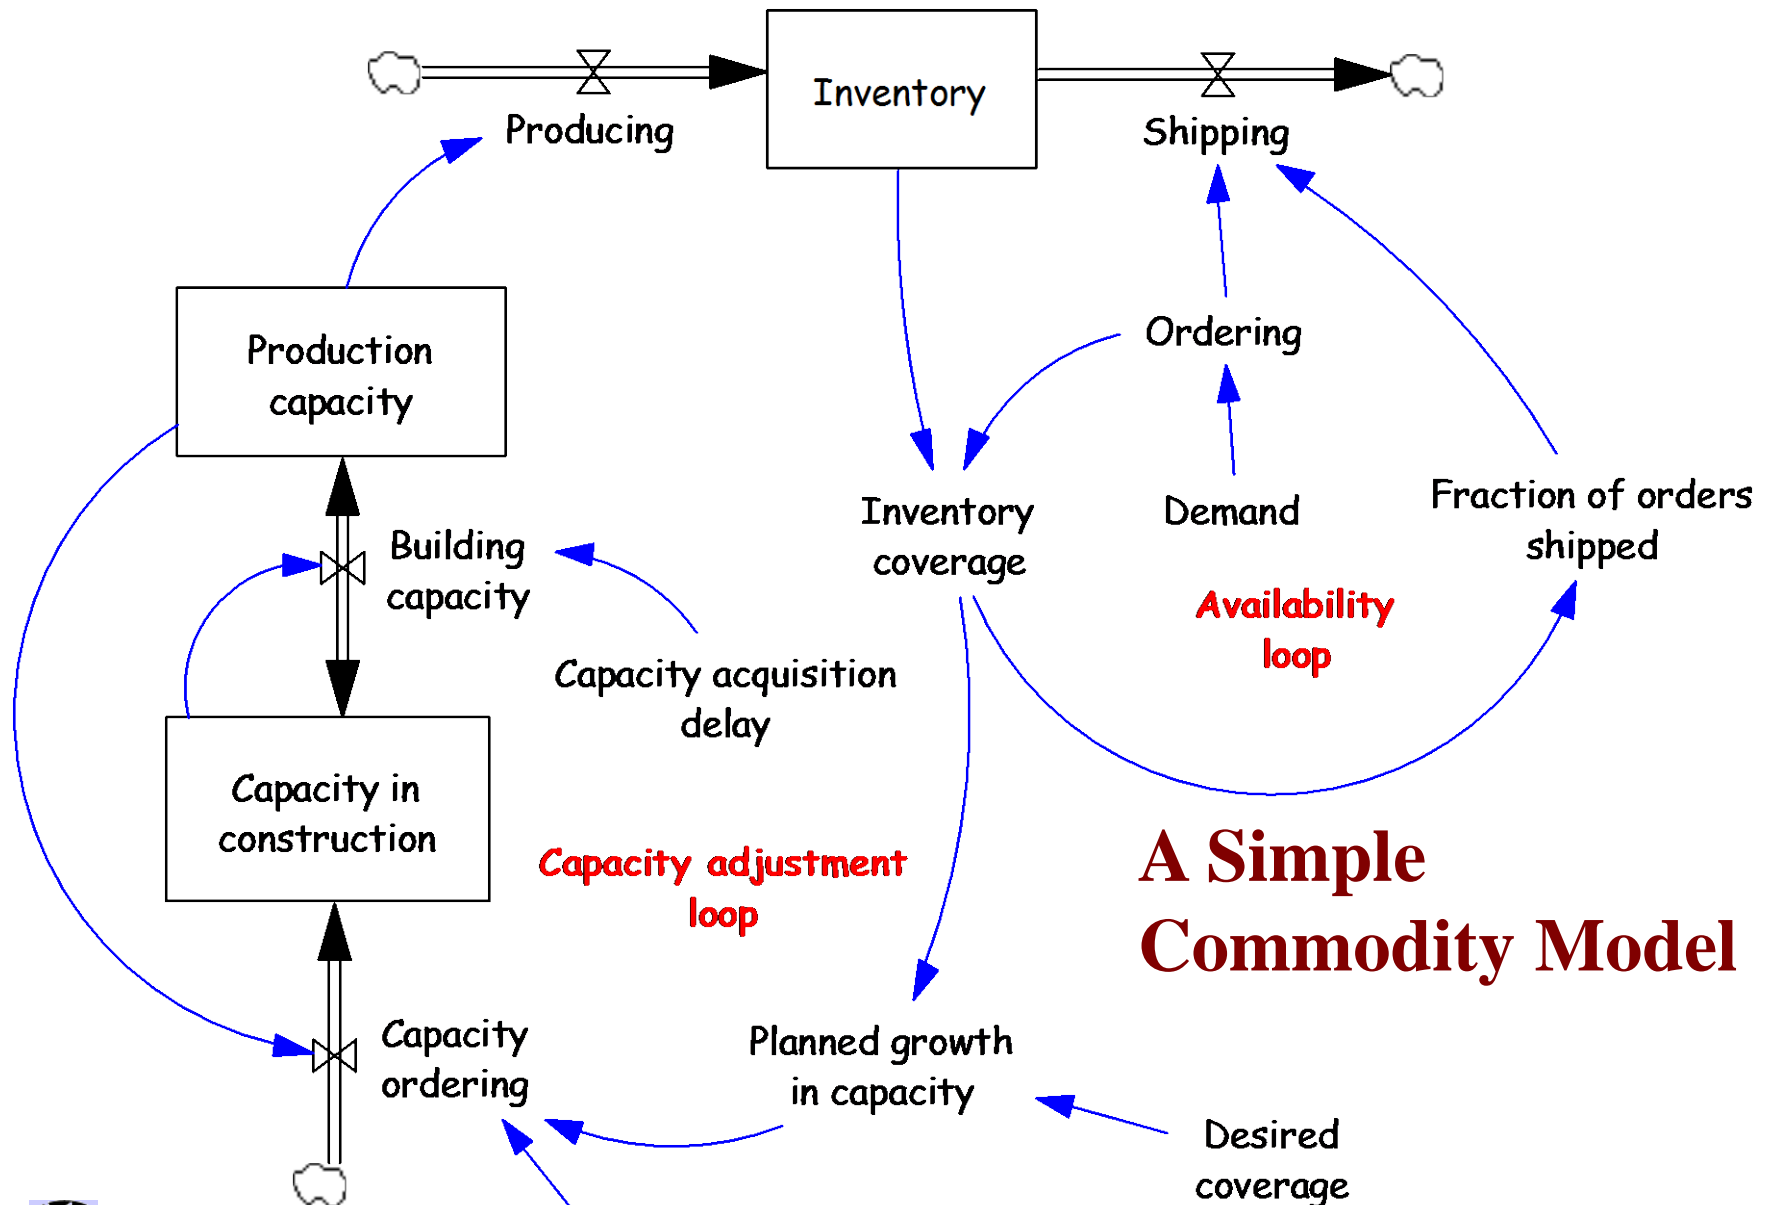 Inventory
Producing
Shipping
Production
capacity
Ordering
Inventory
coverage
Demand
Fraction of orders
shipped
Building
capacity
Availability
loop
Capacity acquisition
delay
Capacity in
construction
Capacity adjustment
loop
A Simple
Commodity Model
Capacity
ordering
Planned growth
in capacity
Desired
coverage